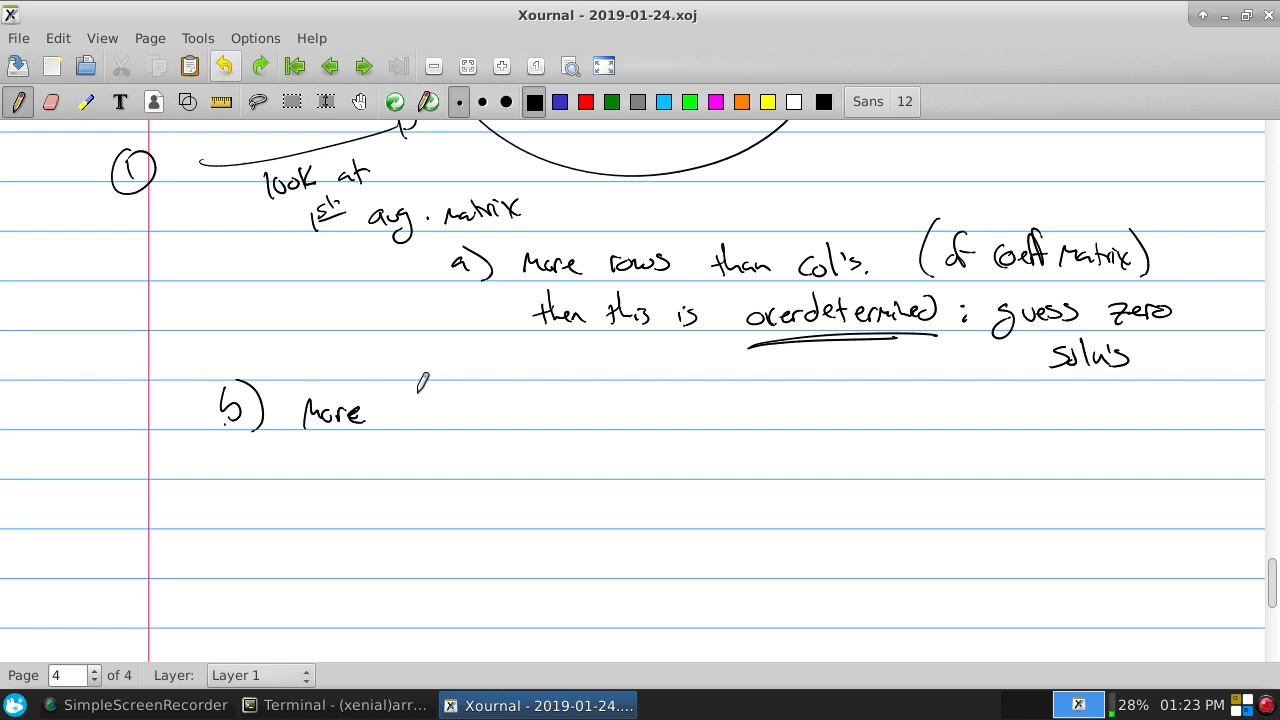 Xournal - 2019-01-24.xoj
File Edit View Page Tools Options Help
Sans 12
1
look at
1st aug. matrix
a) More rows than col's. (of coeff matrix)
then this is overdetermined : guess zero
solu's
b) More
Page 4 of 4 Layer: Layer 1
SimpleScreenRecorder Terminal - (xenial)arr... Xournal - 2019-01-24.... 28% 01:23 PM